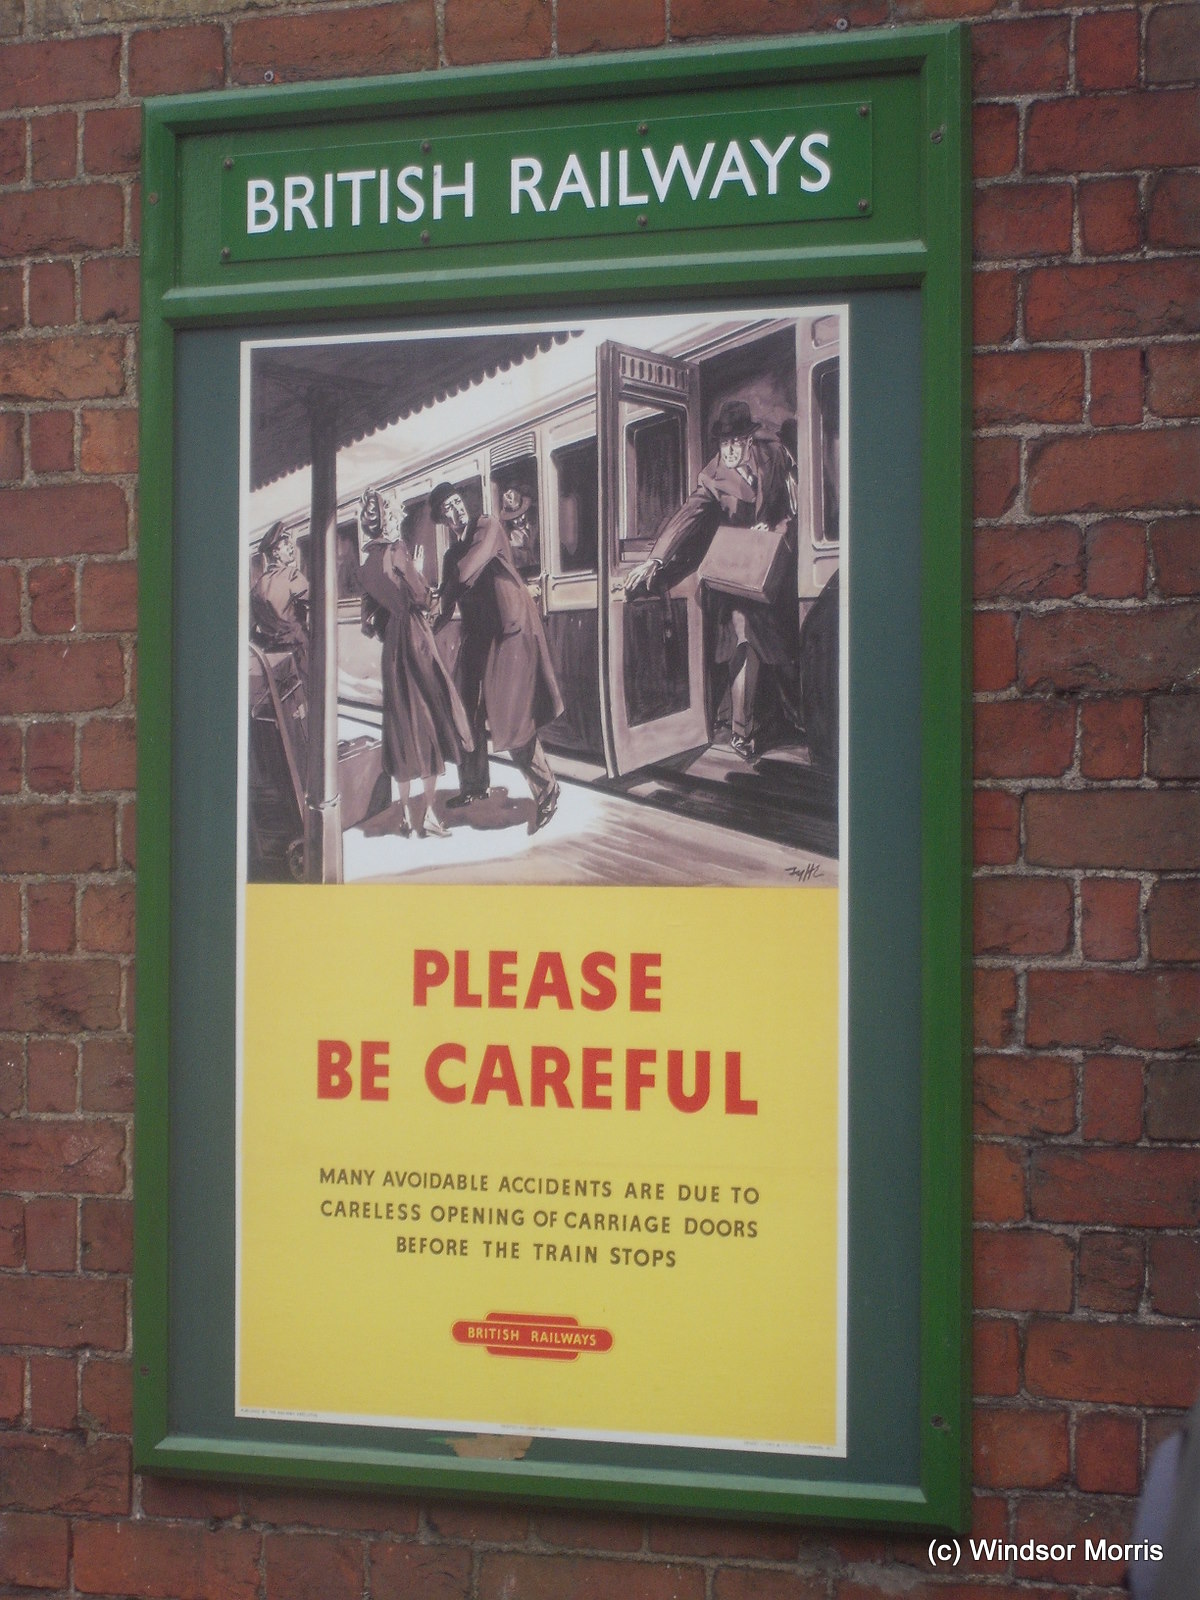 BRITISH RAILWAYS
PLEASE
BE CAREFUL
MANY AVOIDABLE ACCIDENTS ARE DUE TO
CARELESS OPENING OF CARRIAGE DOORS
BEFORE THE TRAIN STOPS
BRITISH RAILWAYS
(c) Windsor Morris